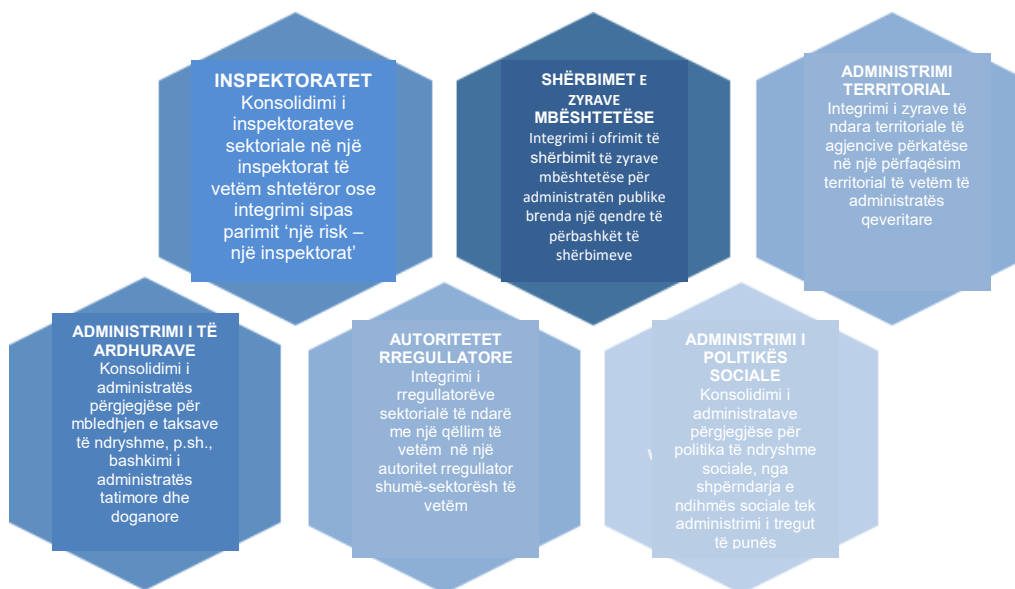 INSPEKTORATET
Konsolidimi i
inspektorateve
sektoriale në një
inspektorat të
vetëm shtetëror ose
integrimi sipas
parimit ‘një risk –
një inspektorat’
SHËRBIMET E
ZYRAVE
MBËSHTETËSE
Integrimi i ofrimit të
shërbimit të zyrave
mbështetëse për
administratën publike
brenda një qendre të
përbashkët të
shërbimeve
ADMINISTRIMI
TERRITORIAL
Integrimi i zyrave të
ndara territoriale të
agjencive përkatëse
në një përfaqësim
territorial të vetëm të
administratës
qeveritare
ADMINISTRIMI I TË
ARDHURAVE
Konsolidimi i
administratës
përgjegjëse për
mbledhjen e taksave
të ndryshme, p.sh.,
bashkimi i
administratës
tatimore dhe
doganore
AUTORITETET
RREGULLATORE
Integrimi i
rregullatorëve
sektorialë të ndarë
me një qëllim të
vetëm në një
autoritet rregullator
shumë-sektorësh të
vetëm
ADMINISTRIMI I
POLITIKËS
SOCIALE
Konsolidimi i
administratave
përgjegjëse për
politika të ndryshme
sociale, nga
shpërndarja e
ndihmës sociale tek
administrimi i tregut
të punës